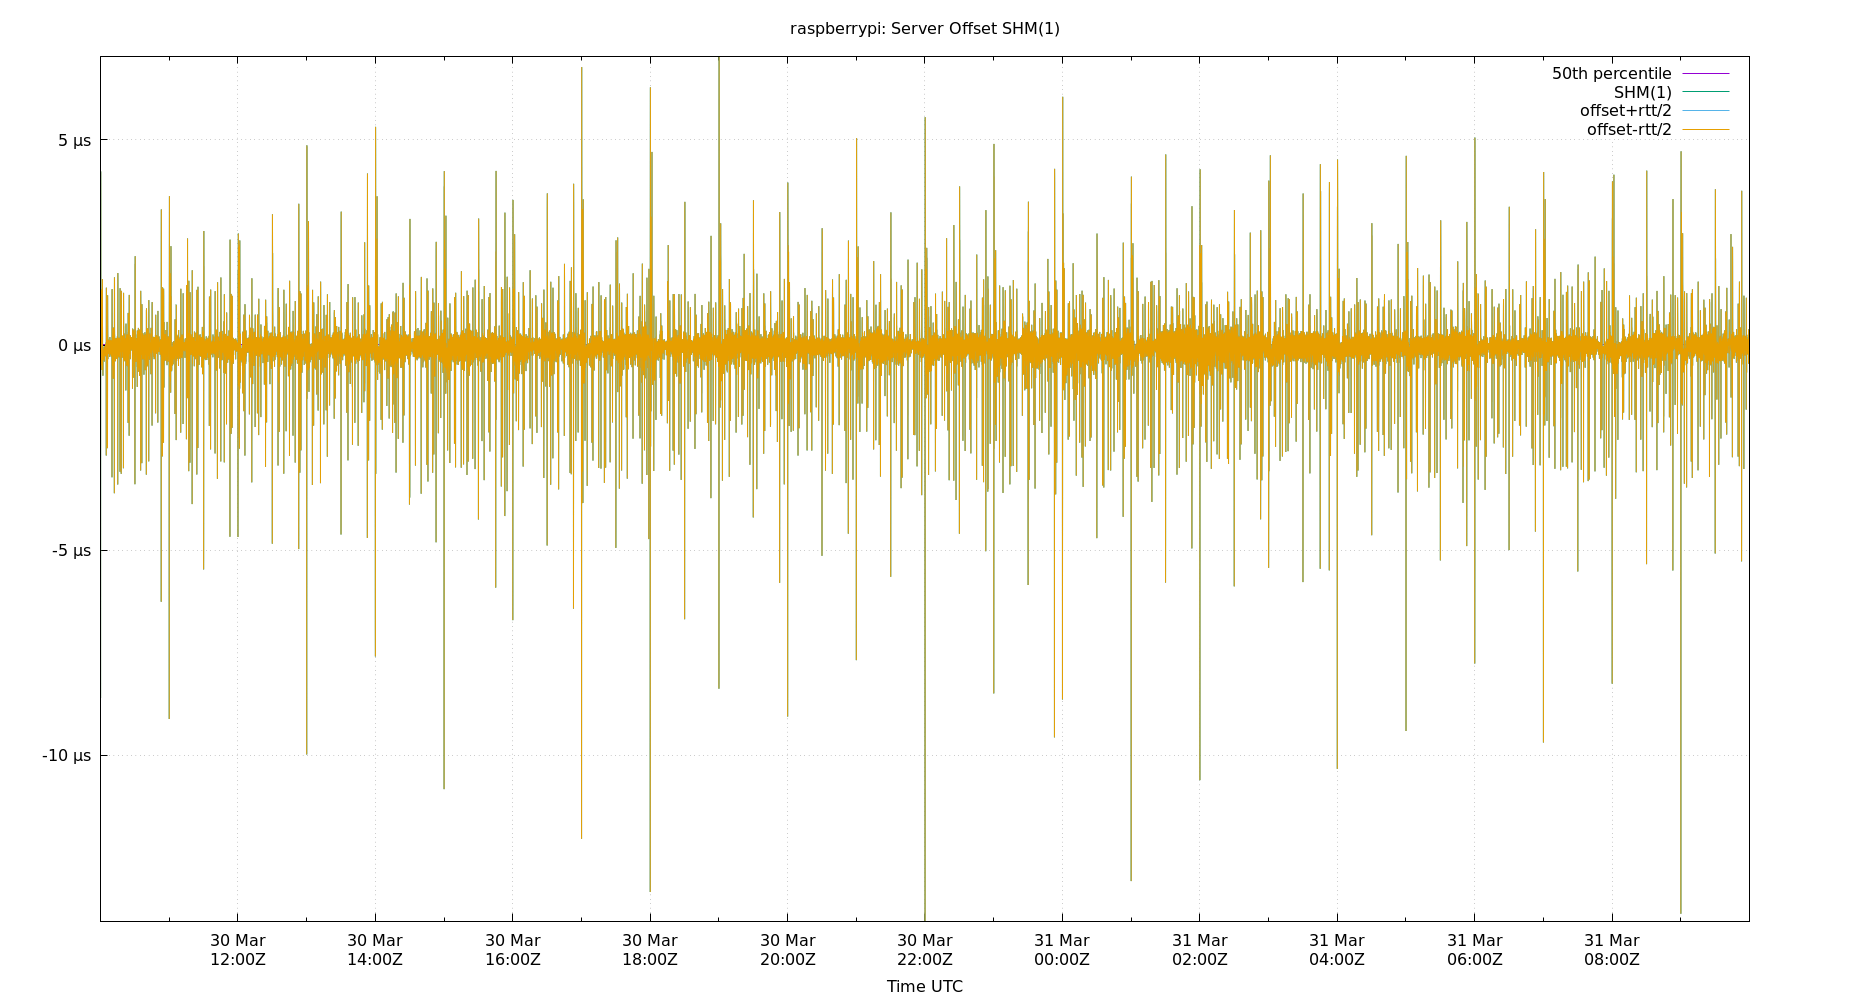 raspberrypi: Server Offset SHM(1)
50th percentile
SHM(1)
offset+rtt/2
offset-rtt/2
5 µs
0 µs
-5 µs
-10 µs
30 Mar 30 Mar 30 Mar 30 Mar 30 Mar 30 Mar 31 Mar 31 Mar 31 Mar 31 Mar 31 Mar
12:00Z 14:00Z 16:00Z 18:00Z 20:00Z 22:00Z 00:00Z 02:00Z 04:00Z 06:00Z 08:00Z
Time UTC